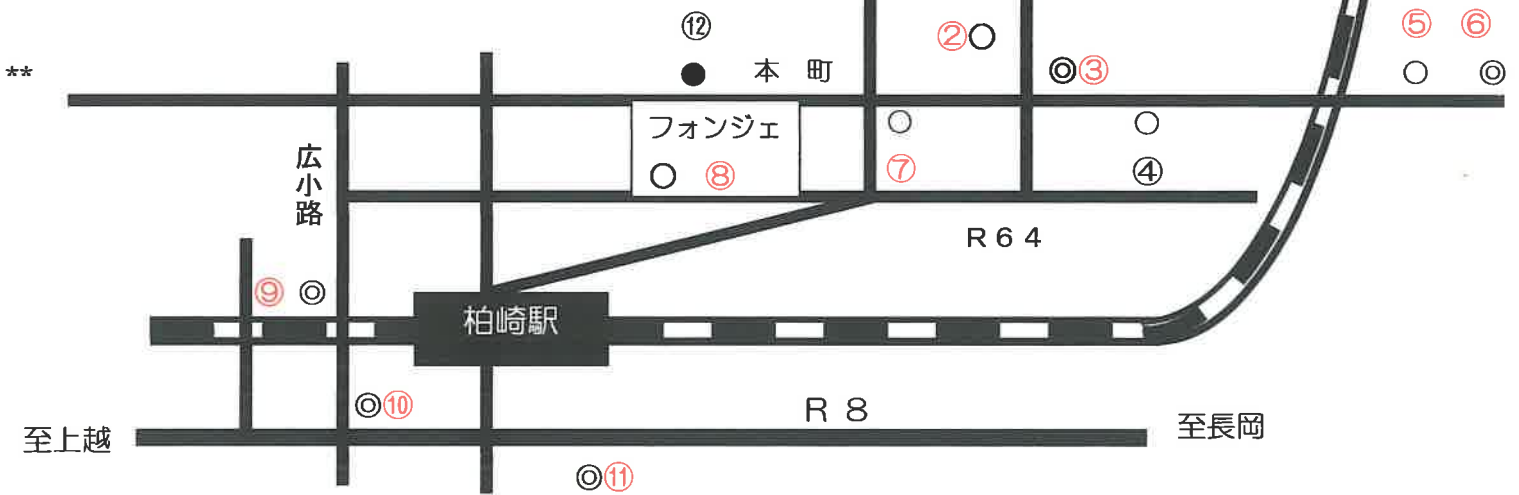 ⑫
②○
⑤ ⑥
**
● 本 町
◎③
○ ◎
フォンジェ
○ ⑧
○
⑦
○
④
広小路
R64
⑨ ◎
柏崎駅
◎⑩
R 8
至上越
至長岡
◎⑪